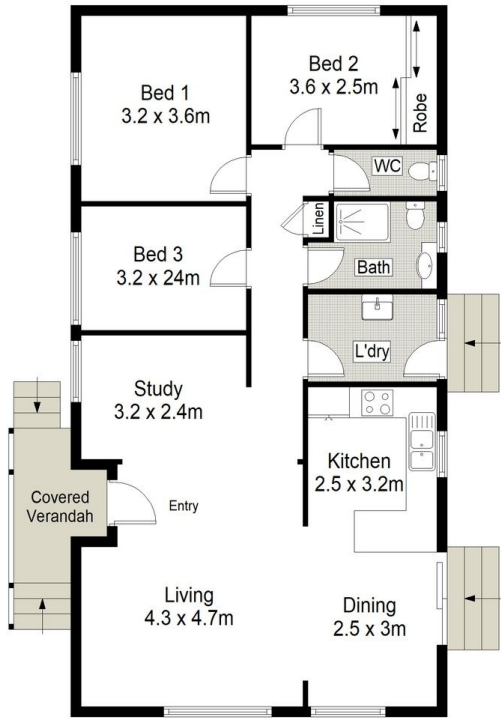 Bed 1
3.2 x 3.6m
Bed 2
3.6 x 2.5m
Robe
WC
Linen
Bath
Bed 3
3.2 x 24m
L'dry
Study
3.2 x 2.4m
Kitchen
2.5 x 3.2m
Covered
Verandah
Entry
Living
4.3 x 4.7m
Dining
2.5 x 3m